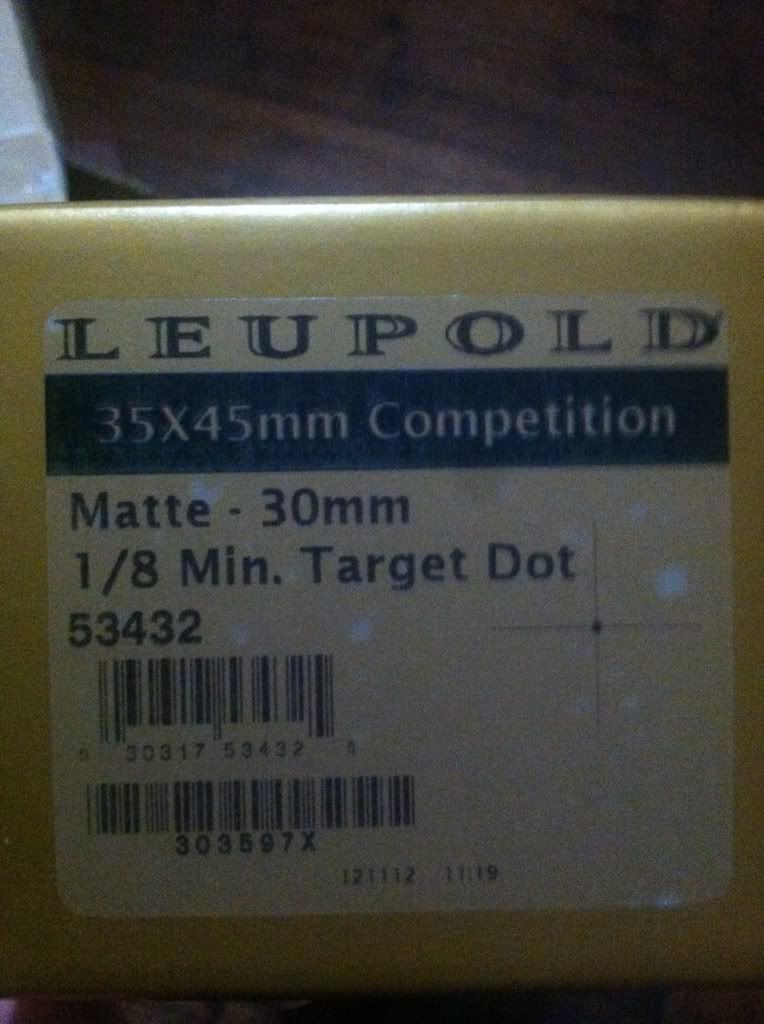 LEUPOLD
35X45mm Competition
Matte - 30mm
1/8 Min. Target Dot
53432
30317 53432
303597X
121112 11:19